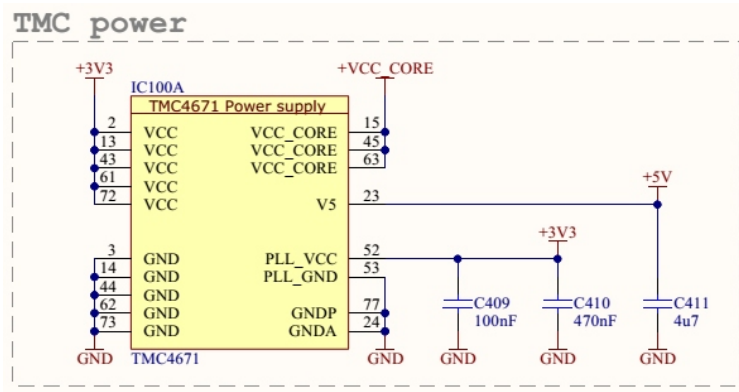 TMC power
+3V3
+VCC_CORE
IC100A
TMC4671 Power supply
2 VCC VCC_CORE 15
13 VCC VCC_CORE 45
43 VCC VCC_CORE 63
61 VCC
72 VCC V5 23
+5V
+3V3
3 GND PLL_VCC 52
14 GND PLL_GND 53
44 GND
62 GND GNDP 77
73 GND GNDA 24
C409
100nF
C410
470nF
C411
4u7
GND TMC4671 GND GND GND GND